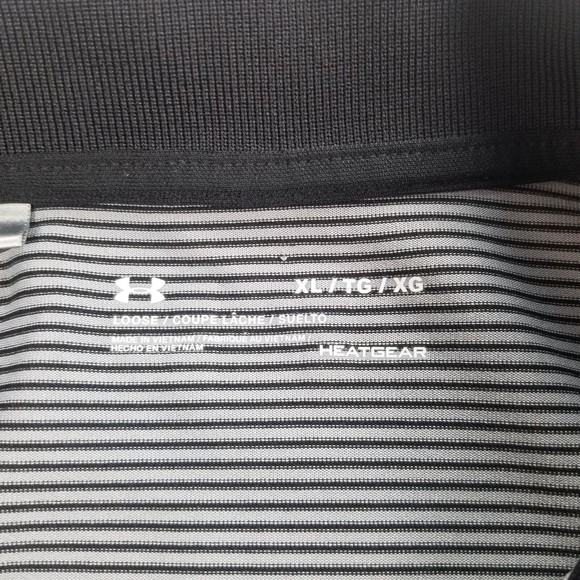 XL / TG / XG
LOOSE / COUPE LÂCHE / SUELTO
MADE IN VIETNAM / FABRIQUÉ AU VIETNAM
HECHO EN VIETNAM
HEATGEAR